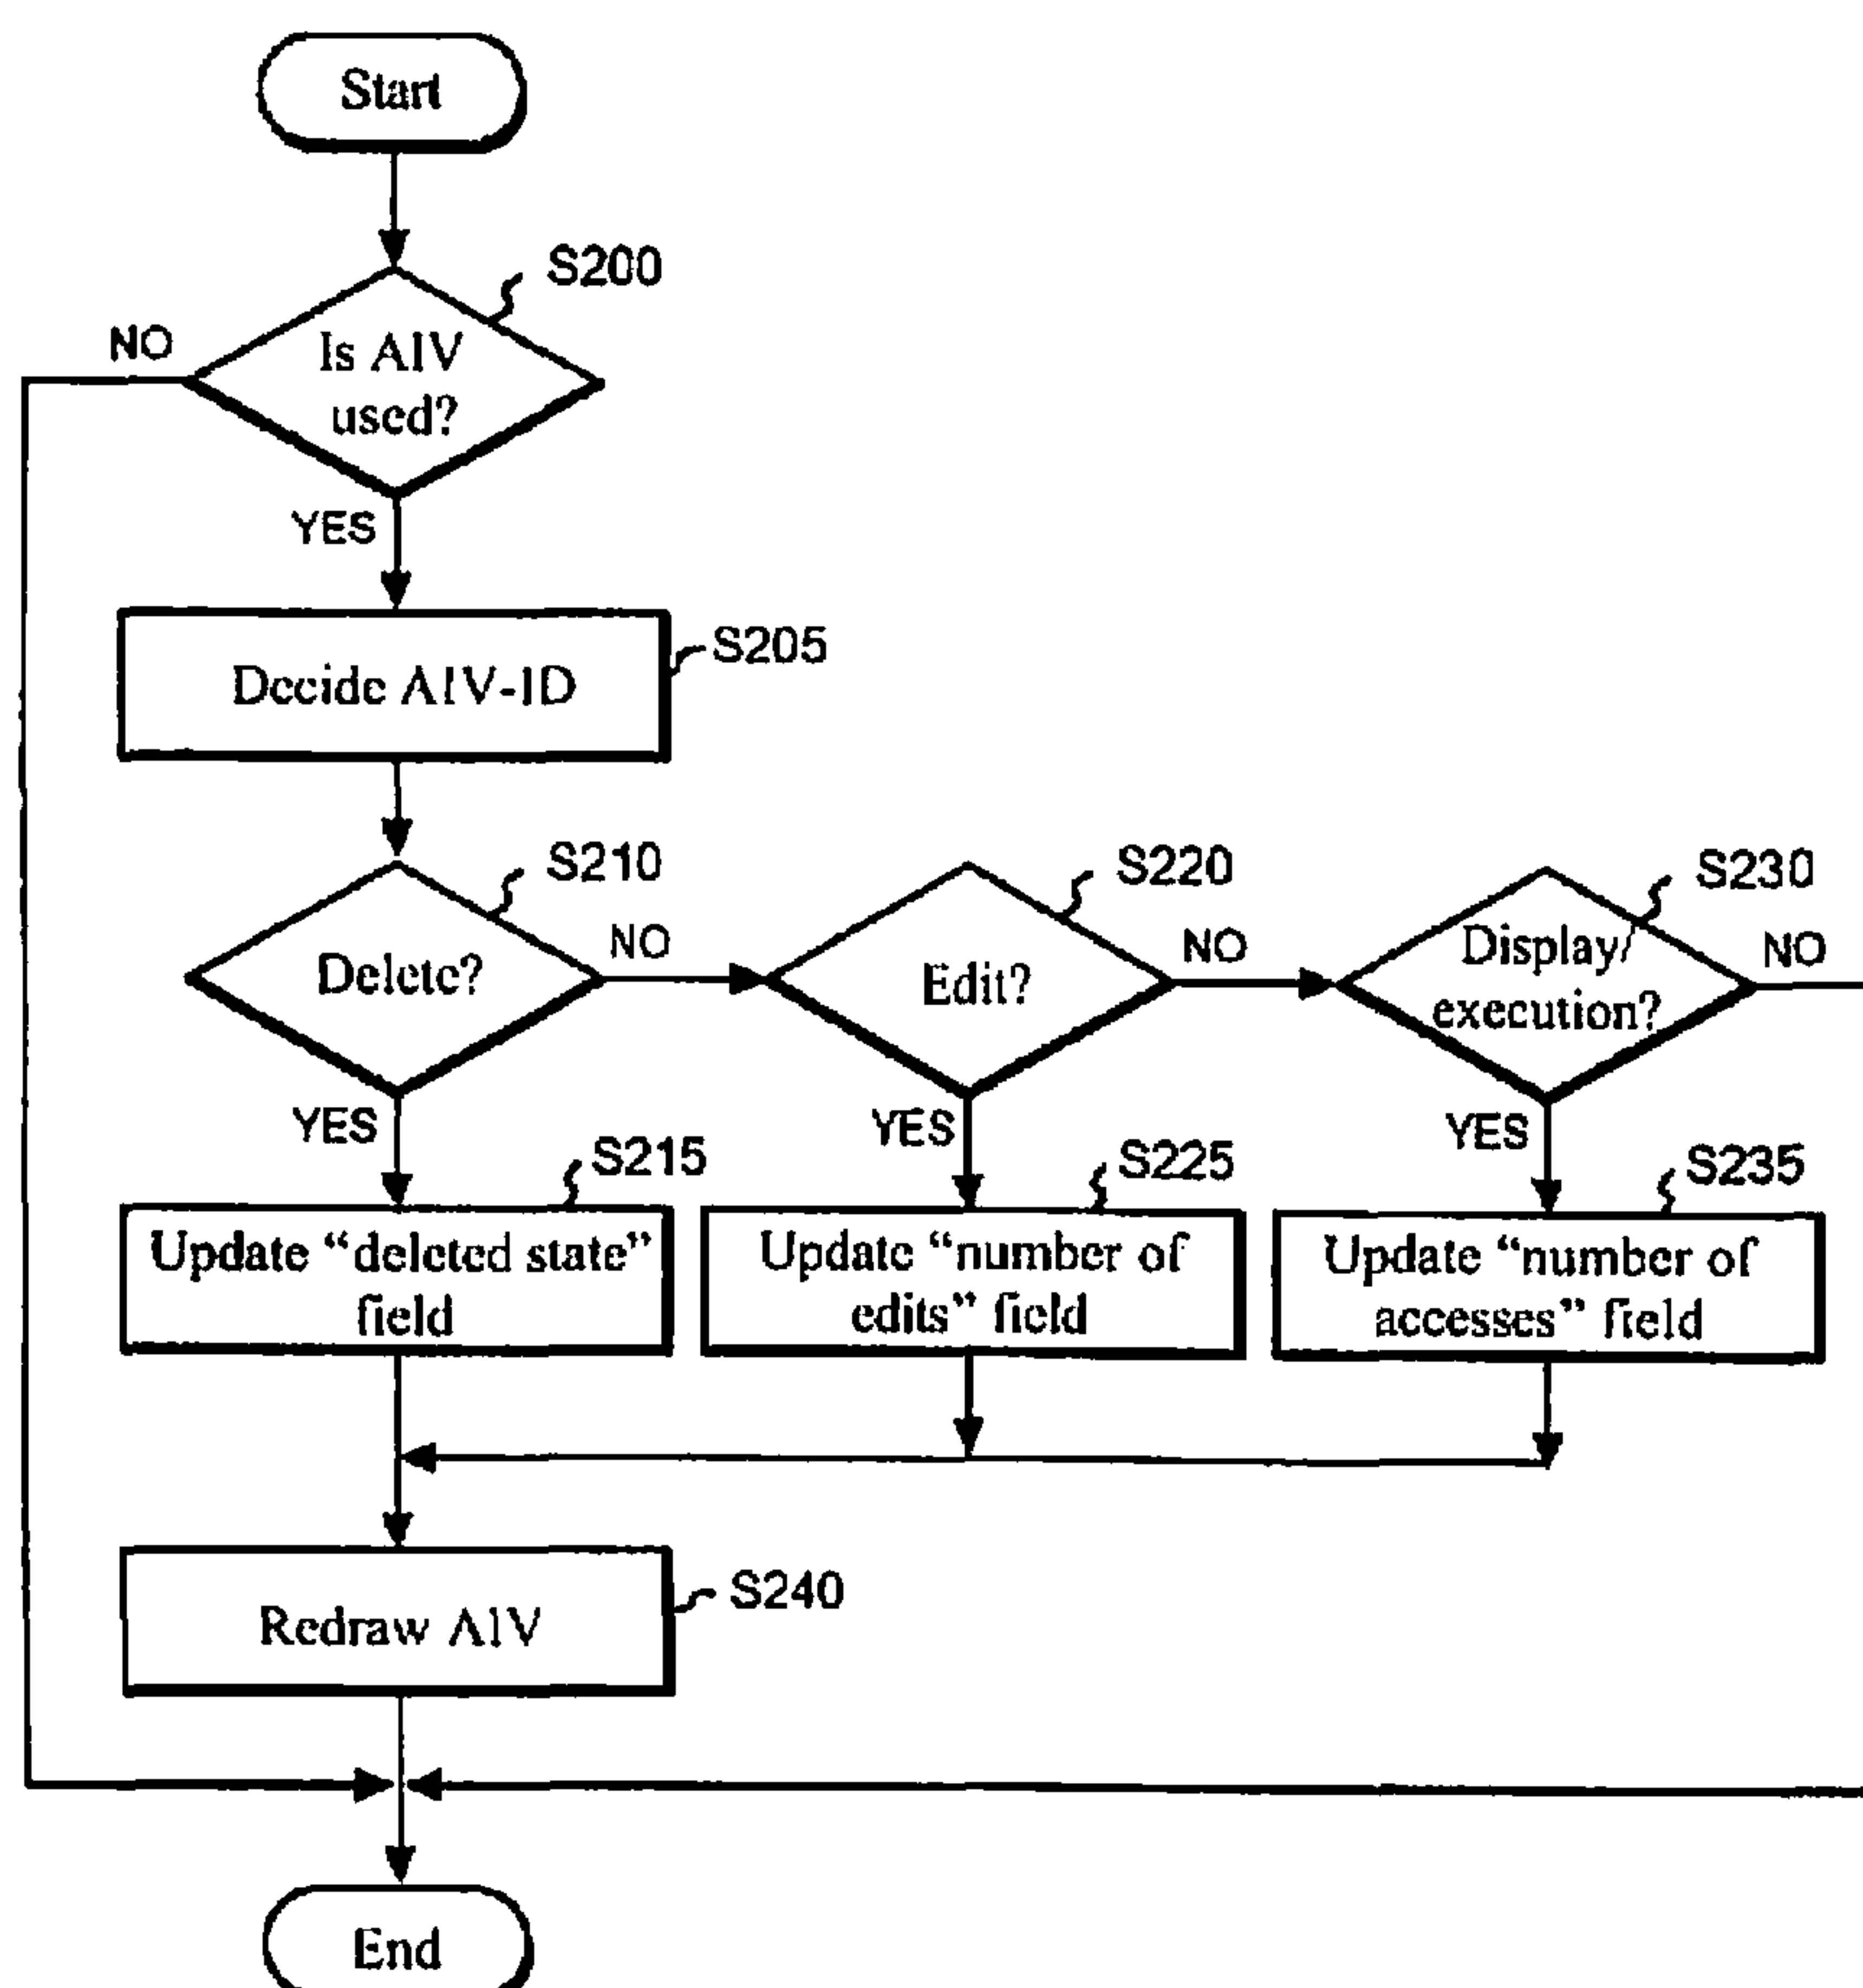 Start
S200
NO
Is AIV
used?
YES
S205
Decide AIV-ID
S210
S220
S230
Delete?
NO
Edit?
NO
Display/
execution?
NO
YES
YES
YES
S215
S225
S235
Update “deleted state”
field
Update “number of
edits” field
Update “number of
accesses” field
S240
Redraw AIV
End